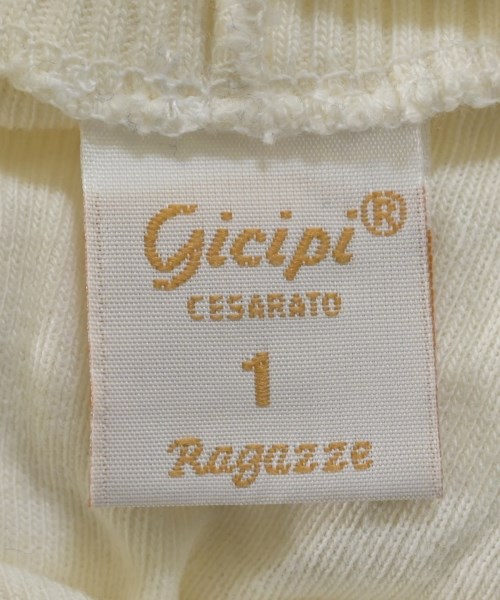 Gicipi®
CESARATO
1
Ragazze